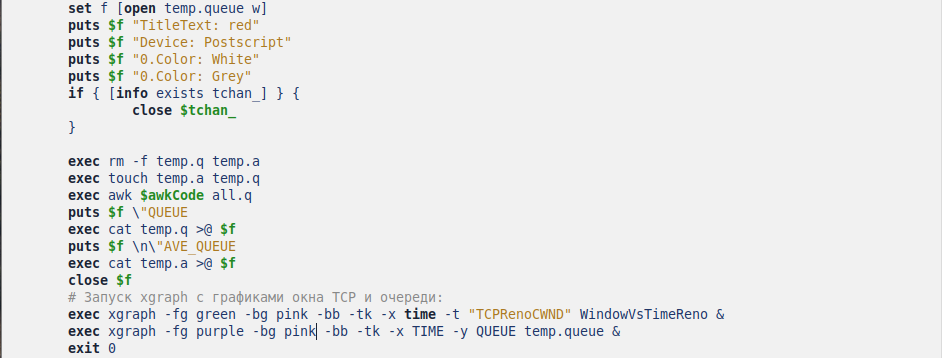 set f [open temp.queue w]
puts $f "TitleText: red"
puts $f "Device: Postscript"
puts $f "0.Color: White"
puts $f "0.Color: Grey"
if { [info exists tchan_] } {
close $tchan_
}
exec rm -f temp.q temp.a
exec touch temp.a temp.q
exec awk $awkCode all.q
puts $f \"QUEUE
exec cat temp.q >@ $f
puts $f \n\"AVE_QUEUE
exec cat temp.a >@ $f
close $f
# Запуск xgraph с графиками окна TCP и очереди:
exec xgraph -fg green -bg pink -bb -tk -x time -t "TCPRenoCWND" WindowVsTimeReno &
exec xgraph -fg purple -bg pink -bb -tk -x TIME -y QUEUE temp.queue &
exit 0